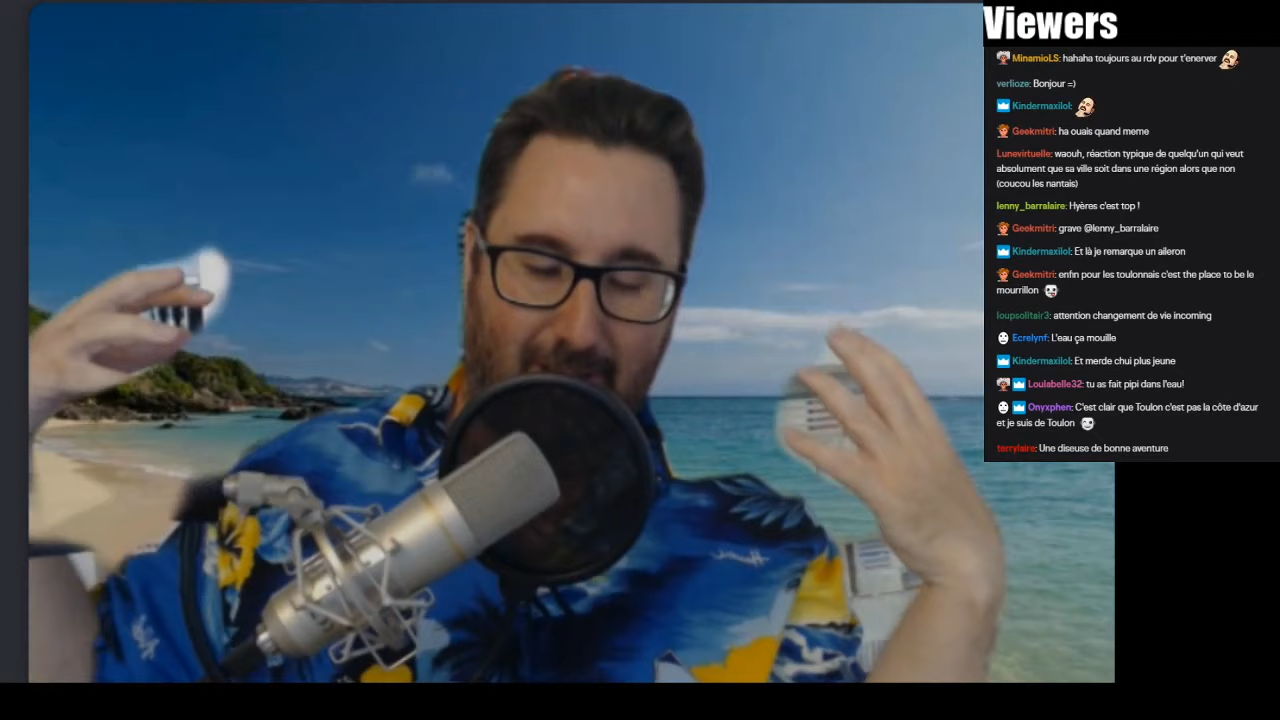 Viewers
MinamioLS: hahaha toujours au rdv pour t'enerver
verlioze: Bonjour =)
Kindermaxilol:
Geekmitri: ha ouais quand meme
Lunevirtuelle: waouh, réaction typique de quelqu'un qui veut
absolument que sa ville soit dans une région alors que non
(coucou les nantais)
lenny_barralaire: Hyères c'est top !
Geekmitri: grave @lenny_barralaire
Kindermaxilol: Et là je remarque un aileron
Geekmitri: enfin pour les toulonnais c'est the place to be le
mourrillon
loupsolitair3: attention changement de vie incoming
Ecrelynf: L'eau ça mouille
Kindermaxilol: Et merde chui plus jeune
Loulabelle32: tu as fait pipi dans l'eau!
Onyxphen: C'est clair que Toulon c'est pas la côte d'azur
et je suis de Toulon
terrylaire: Une diseuse de bonne aventure